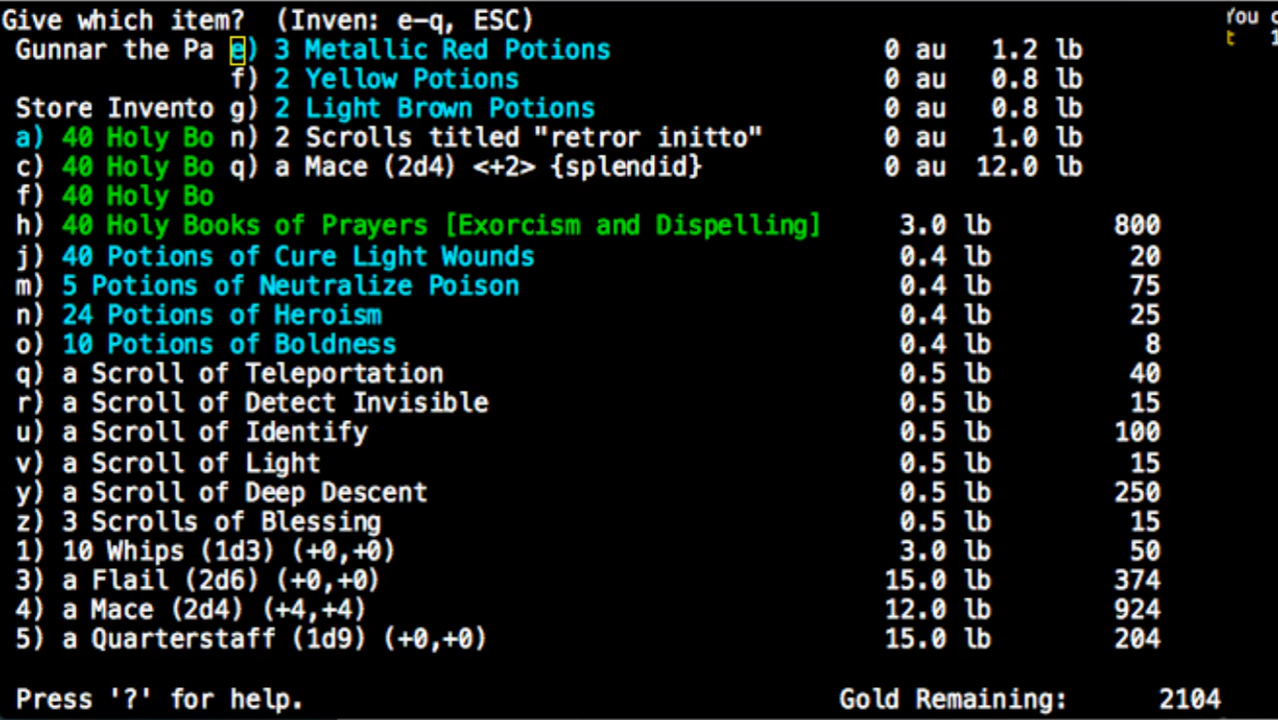 Give which item?  (Inven: e-q, ESC)
You
Gunnar the Pa e) 3 Metallic Red Potions 0 au 1.2 lb
t 1
f) 2 Yellow Potions 0 au 0.8 lb
Store Invento g) 2 Light Brown Potions 0 au 0.8 lb
a) 40 Holy Bo n) 2 Scrolls titled "retror initto" 0 au 1.0 lb
c) 40 Holy Bo q) a Mace (2d4) <+2> {splendid} 0 au 12.0 lb
f) 40 Holy Bo
h) 40 Holy Books of Prayers [Exorcism and Dispelling] 3.0 lb 800
j) 40 Potions of Cure Light Wounds 0.4 lb 20
m) 5 Potions of Neutralize Poison 0.4 lb 75
n) 24 Potions of Heroism 0.4 lb 25
o) 10 Potions of Boldness 0.4 lb 8
q) a Scroll of Teleportation 0.5 lb 40
r) a Scroll of Detect Invisible 0.5 lb 15
u) a Scroll of Identify 0.5 lb 100
v) a Scroll of Light 0.5 lb 15
y) a Scroll of Deep Descent 0.5 lb 250
z) 3 Scrolls of Blessing 0.5 lb 15
1) 10 Whips (1d3) (+0,+0) 3.0 lb 50
3) a Flail (2d6) (+0,+0) 15.0 lb 374
4) a Mace (2d4) (+4,+4) 12.0 lb 924
5) a Quarterstaff (1d9) (+0,+0) 15.0 lb 204
Press '?' for help. Gold Remaining: 2104